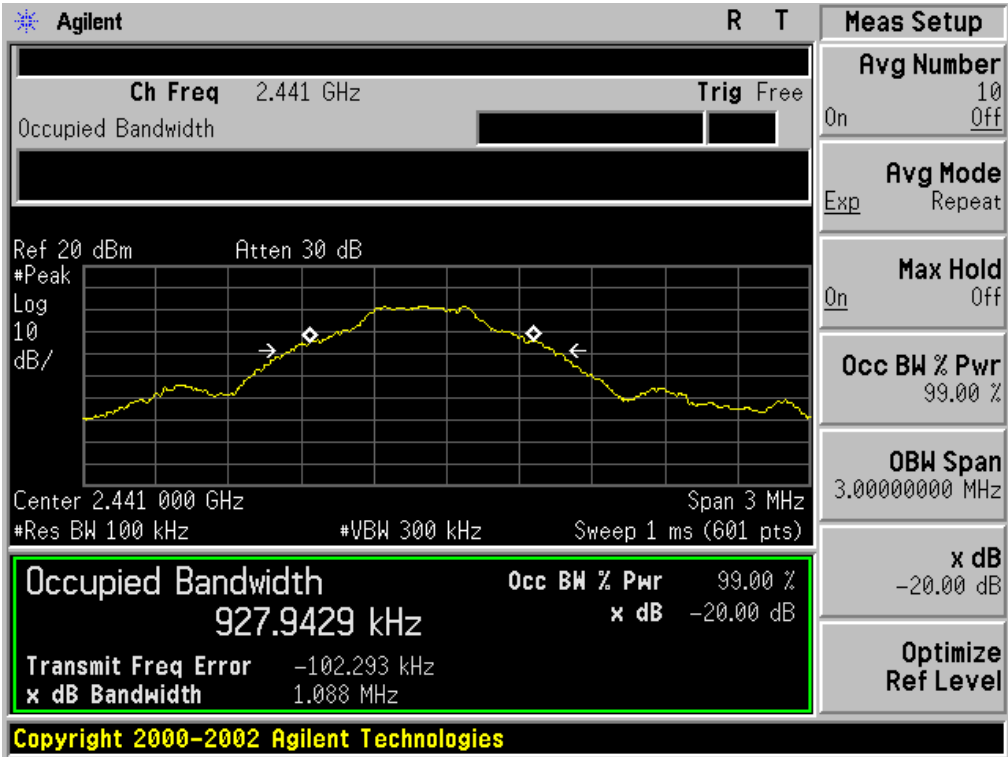 Agilent R T
Ch Freq 2.441 GHz Trig Free
Occupied Bandwidth
Ref 20 dBm Atten 30 dB
#Peak
Log
10
dB/
Center 2.441 000 GHz Span 3 MHz
#Res BW 100 kHz #VBW 300 kHz Sweep 1 ms (601 pts)
Occupied Bandwidth
927.9429 kHz
Occ BW % Pwr 99.00 %
x dB -20.00 dB
Transmit Freq Error -102.293 kHz
x dB Bandwidth 1.088 MHz
Copyright 2000-2002 Agilent Technologies
Meas Setup
Avg Number
10
On Off
Avg Mode
Exp Repeat
Max Hold
On Off
Occ BW % Pwr
99.00 %
OBW Span
3.00000000 MHz
x dB
-20.00 dB
Optimize
Ref Level